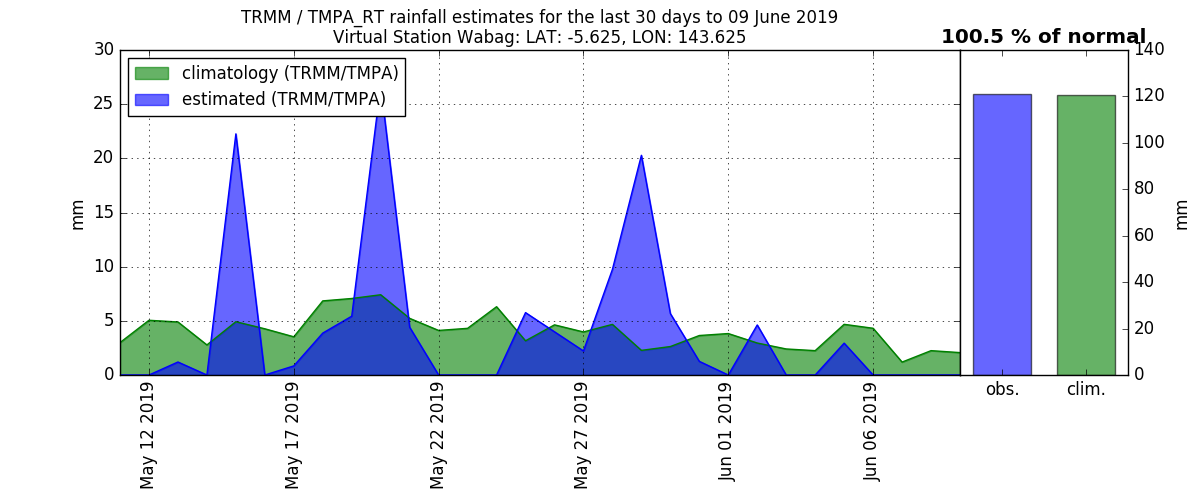 TRMM / TMPA_RT rainfall estimates for the last 30 days to 09 June 2019
Virtual Station Wabag: LAT: -5.625, LON: 143.625
100.5 % of normal
climatology (TRMM/TMPA)
estimated (TRMM/TMPA)
30
25
20
15
10
5
0
mm
May 12 2019
May 17 2019
May 22 2019
May 27 2019
Jun 01 2019
Jun 06 2019
140
120
100
80
60
40
20
0
mm
obs.
clim.